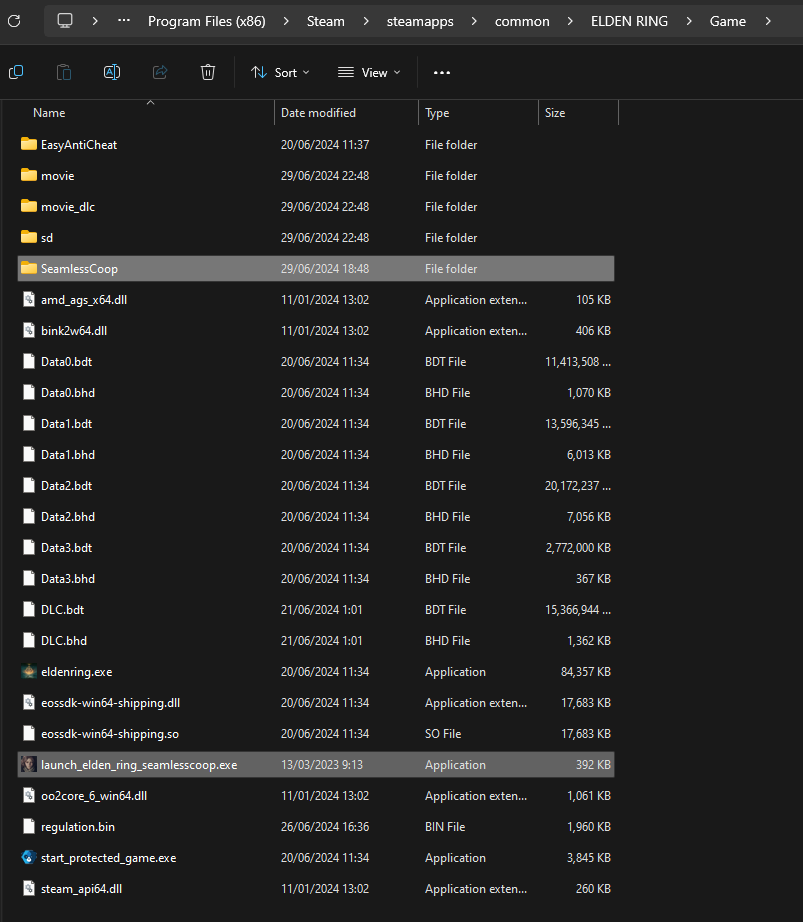 Program Files (x86) Steam steamapps common ELDEN RING Game
Sort View
Name Date modified Type Size
EasyAntiCheat 20/06/2024 11:37 File folder
movie 29/06/2024 22:48 File folder
movie_dlc 29/06/2024 22:48 File folder
sd 29/06/2024 22:48 File folder
SeamlessCoop 29/06/2024 18:48 File folder
amd_ags_x64.dll 11/01/2024 13:02 Application exten... 105 KB
bink2w64.dll 11/01/2024 13:02 Application exten... 406 KB
Data0.bdt 20/06/2024 11:34 BDT File 11,413,508 ...
Data0.bhd 20/06/2024 11:34 BHD File 1,070 KB
Data1.bdt 20/06/2024 11:34 BDT File 13,596,345 ...
Data1.bhd 20/06/2024 11:34 BHD File 6,013 KB
Data2.bdt 20/06/2024 11:34 BDT File 20,172,237 ...
Data2.bhd 20/06/2024 11:34 BHD File 7,056 KB
Data3.bdt 20/06/2024 11:34 BDT File 2,772,000 KB
Data3.bhd 20/06/2024 11:34 BHD File 367 KB
DLC.bdt 21/06/2024 1:01 BDT File 15,366,944 ...
DLC.bhd 21/06/2024 1:01 BHD File 1,362 KB
eldenring.exe 20/06/2024 11:34 Application 84,357 KB
eossdk-win64-shipping.dll 20/06/2024 11:34 Application exten... 17,683 KB
eossdk-win64-shipping.so 20/06/2024 11:34 SO File 17,683 KB
launch_elden_ring_seamlesscoop.exe 13/03/2023 9:13 Application 392 KB
oo2core_6_win64.dll 11/01/2024 13:02 Application exten... 1,061 KB
regulation.bin 26/06/2024 16:36 BIN File 1,960 KB
start_protected_game.exe 20/06/2024 11:34 Application 3,845 KB
steam_api64.dll 11/01/2024 13:02 Application exten... 260 KB